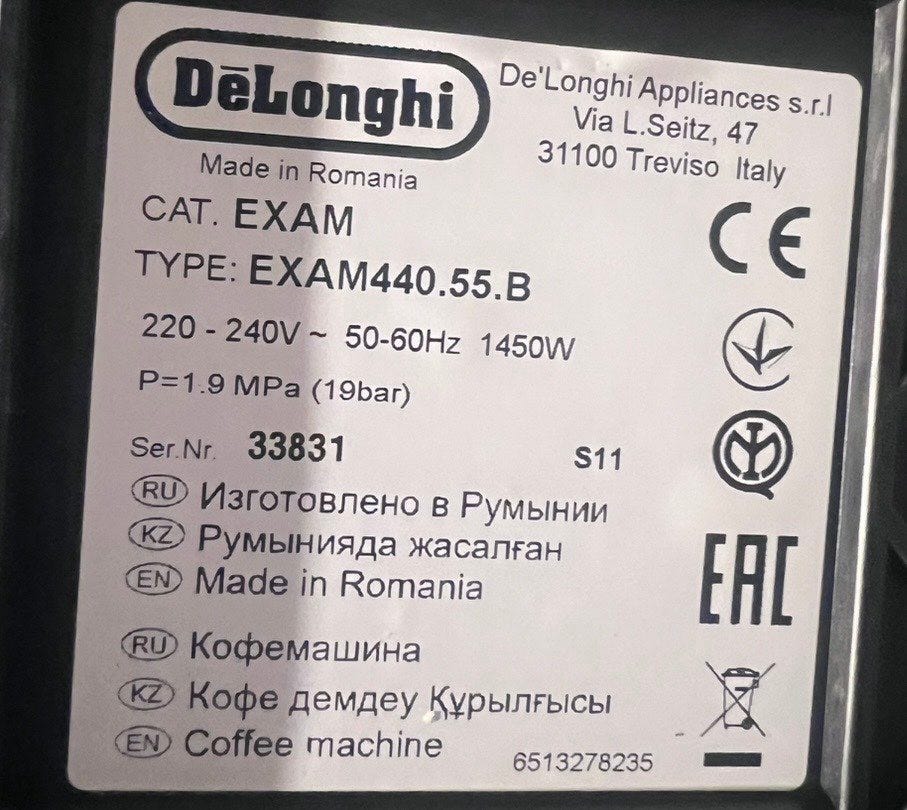 DēLonghi
De'Longhi Appliances s.r.l
Via L.Seitz, 47
31100 Treviso Italy
Made in Romania
CAT. EXAM
TYPE: EXAM440.55.B
220 - 240V ~ 50-60Hz 1450W
P=1.9 MPa (19bar)
Ser.Nr. 33831 S11
RU Изготовлено в Румынии
KZ Румынияда жасалған
EN Made in Romania
RU Кофемашина
KZ Кофе демдеу Құрылғысы
EN Coffee machine
6513278235
CE
IMQ
EAC